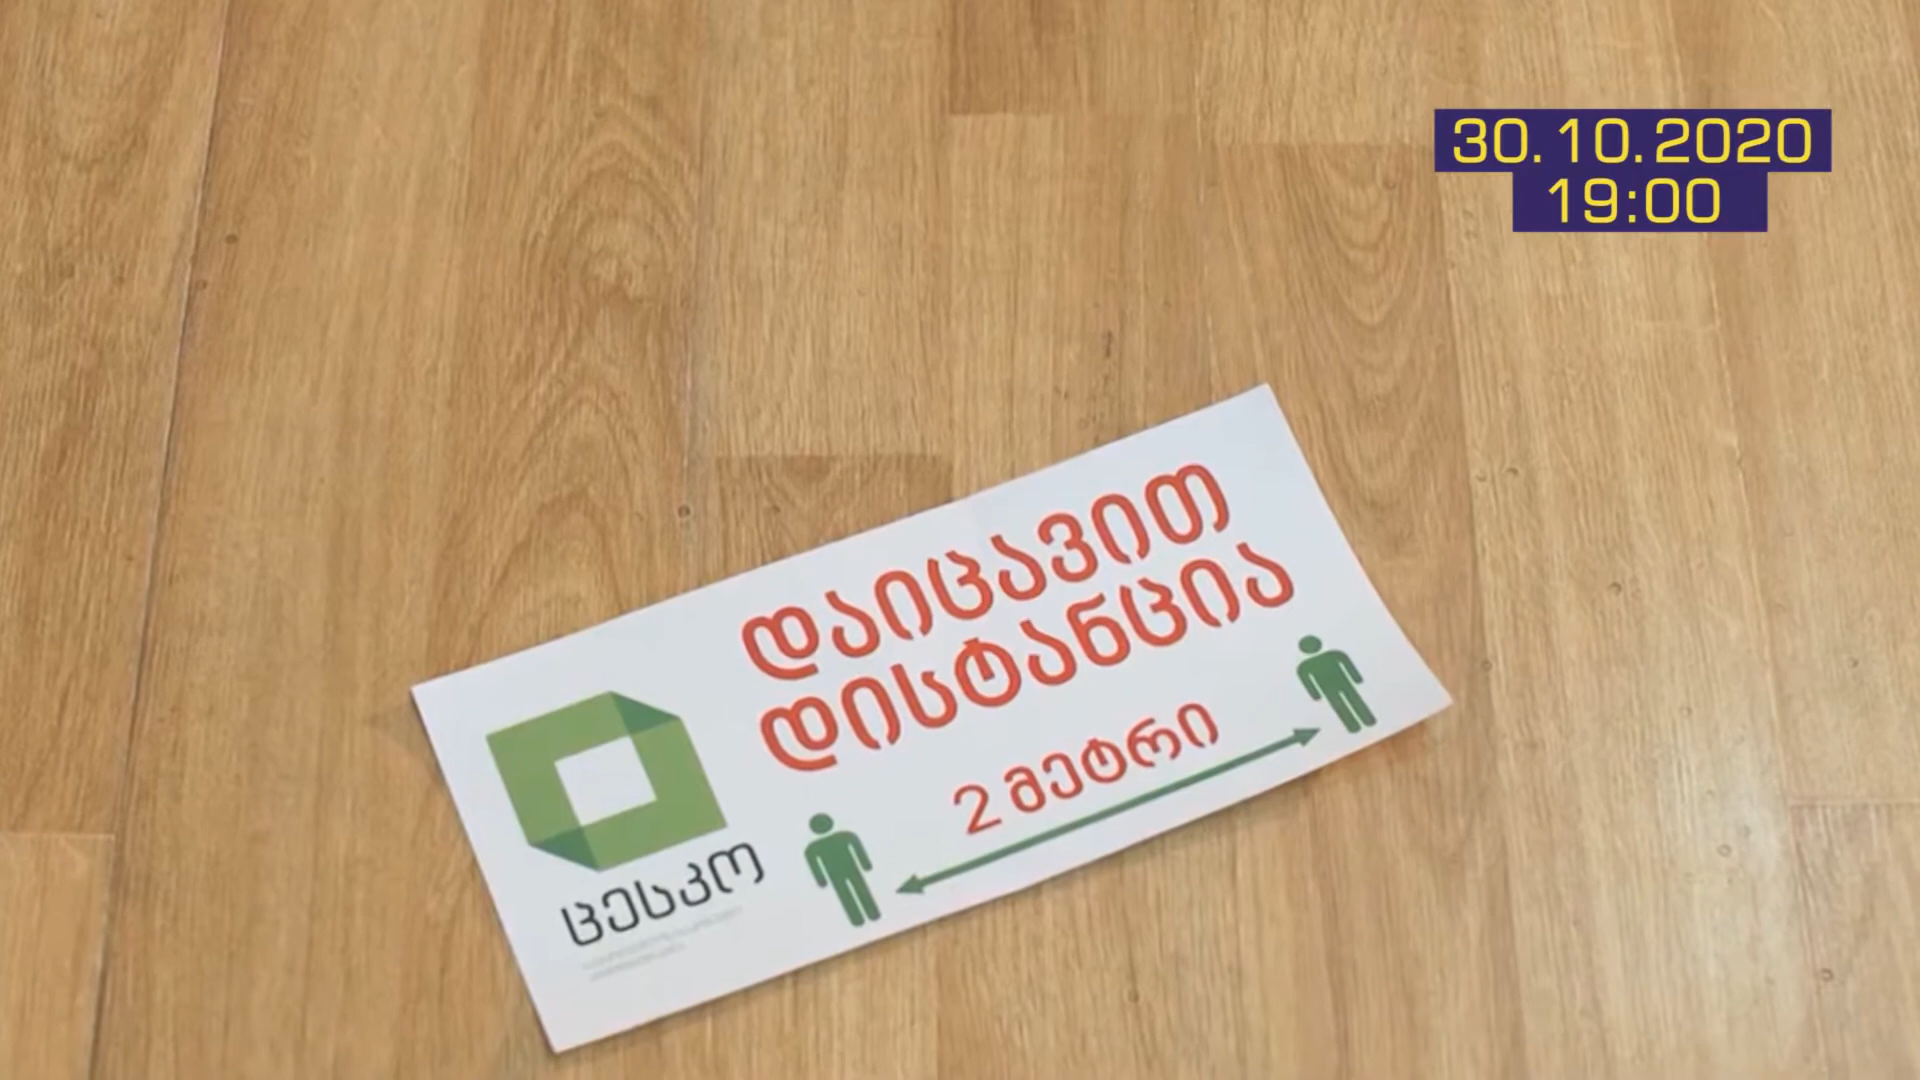 30.10.2020
19:00
დაიცავით
დისტანცია
2 მეტრი
ცესკო